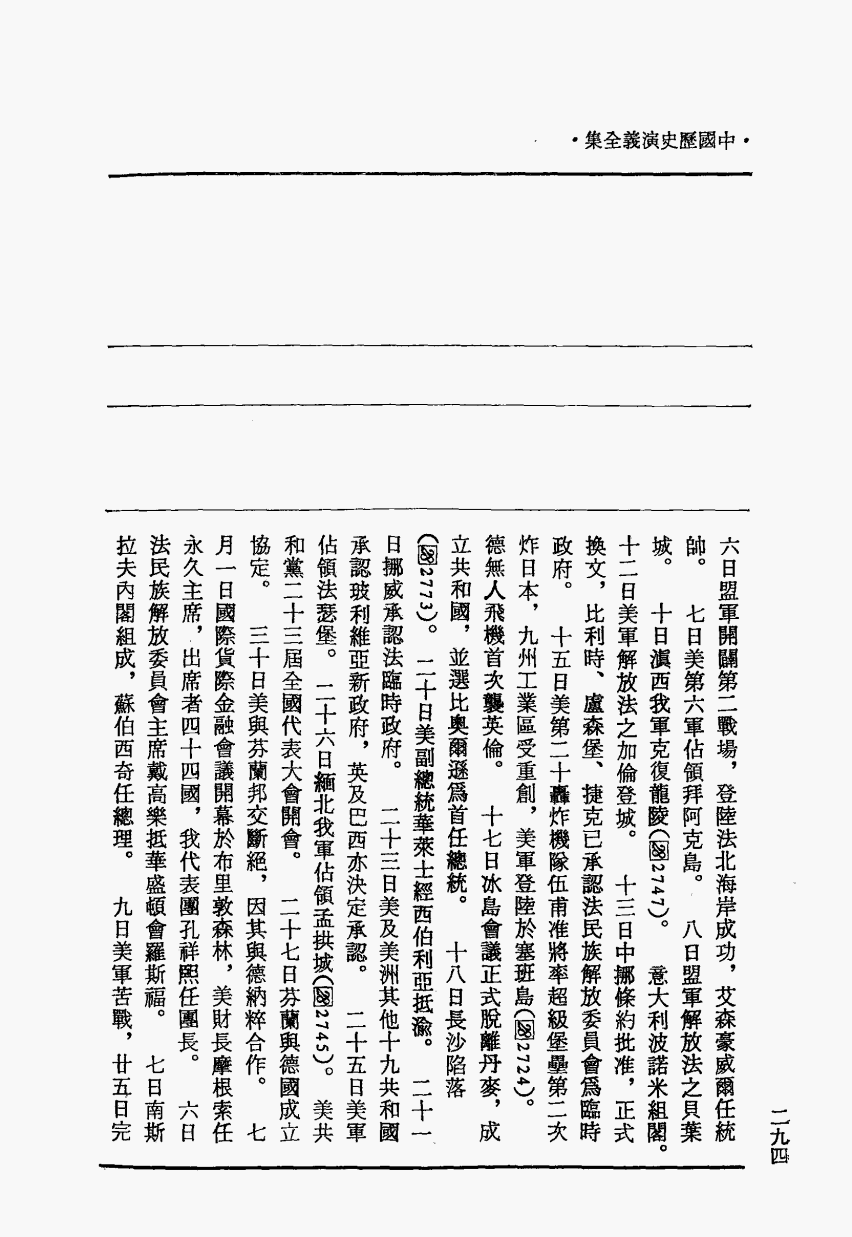 ·中國歷史演義全集·
六日盟軍開闢第二戰場，登陸法北海岸成功，艾森豪威爾任統
帥。　七日美第六軍佔領拜阿克島。　八日盟軍解放法之貝葉
城。　十日滇西我軍克復龍陵(圖2747)。　意大利波諾米組閣。
十二日美軍解放法之加倫登城。　十三日中挪條約批准，正式
換文，比利時、盧森堡、捷克已承認法民族解放委員會爲臨時
政府。　十五日美第二十轟炸機隊伍甫准將率超級堡壘第二次
炸日本，九州工業區受重創，美軍登陸於塞班島(圖2724)。
德無人飛機首次襲英倫。　十七日冰島會議正式脫離丹麥，成
立共和國，並選比奧爾遜爲首任總統。　十八日長沙陷落
(圖2773)。　二十日美副總統華萊士經西伯利亞抵渝。　二十一
日挪威承認法臨時政府。　二十三日美及美洲其他十九共和國
承認玻利維亞新政府，英及巴西亦決定承認。　二十五日美軍
佔領法瑟堡。　二十六日緬北我軍佔領孟拱城(圖2745)。　美共
和黨二十三屆全國代表大會開會。　二十七日芬蘭與德國成立
協定。　三十日美與芬蘭邦交斷絕，因其與德納粹合作。　七
月一日國際貨際金融會議開幕於布里敦森林，美財長摩根索任
永久主席，出席者四十四國，我代表團孔祥熙任團長。　六日
法民族解放委員會主席戴高樂抵華盛頓會羅斯福。　七日南斯
拉夫內閣組成，蘇伯西奇任總理。　九日美軍苦戰，廿五日完
二九四